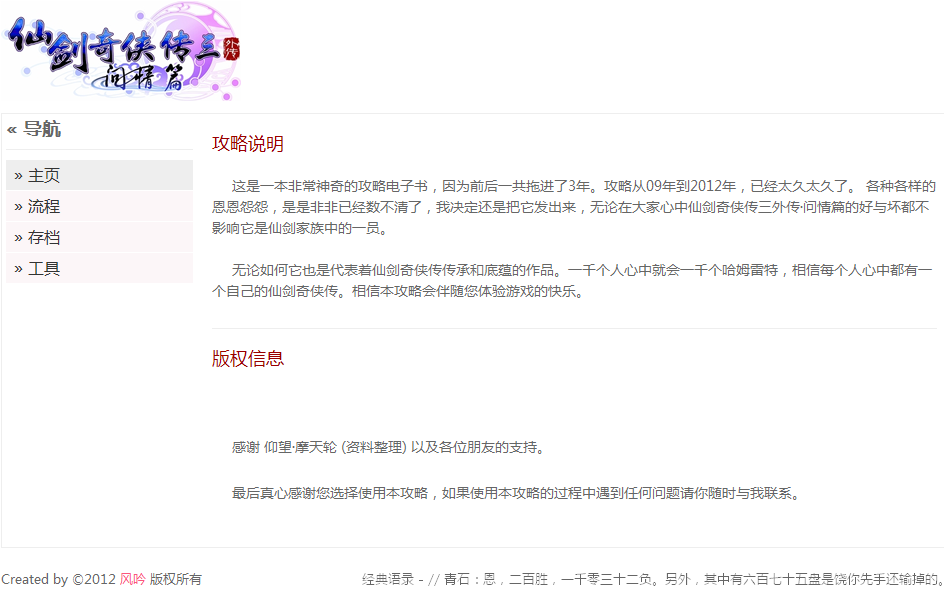 仙剑奇侠传三外传
问情篇
« 导航
» 主页
» 流程
» 存档
» 工具
攻略说明
这是一本非常神奇的攻略电子书，因为前后一共拖进了3年。攻略从09年到2012年，已经太久太久了。 各种各样的
恩恩怨怨，是是非非已经数不清了，我决定还是把它发出来，无论在大家心中仙剑奇侠传三外传·问情篇的好与坏都不
影响它是仙剑家族中的一员。
无论如何它也是代表着仙剑奇侠传传承和底蕴的作品。一千个人心中就会一千个哈姆雷特，相信每个人心中都有一
个自己的仙剑奇侠传。相信本攻略会伴随您体验游戏的快乐。
版权信息
感谢 仰望·摩天轮 (资料整理) 以及各位朋友的支持。
最后真心感谢您选择使用本攻略，如果使用本攻略的过程中遇到任何问题请你随时与我联系。
Created by ©2012 风吟 版权所有
经典语录 - // 青石：恩，二百胜，一千零三十二负。另外，其中有六百七十五盘是饶你先手还输掉的。